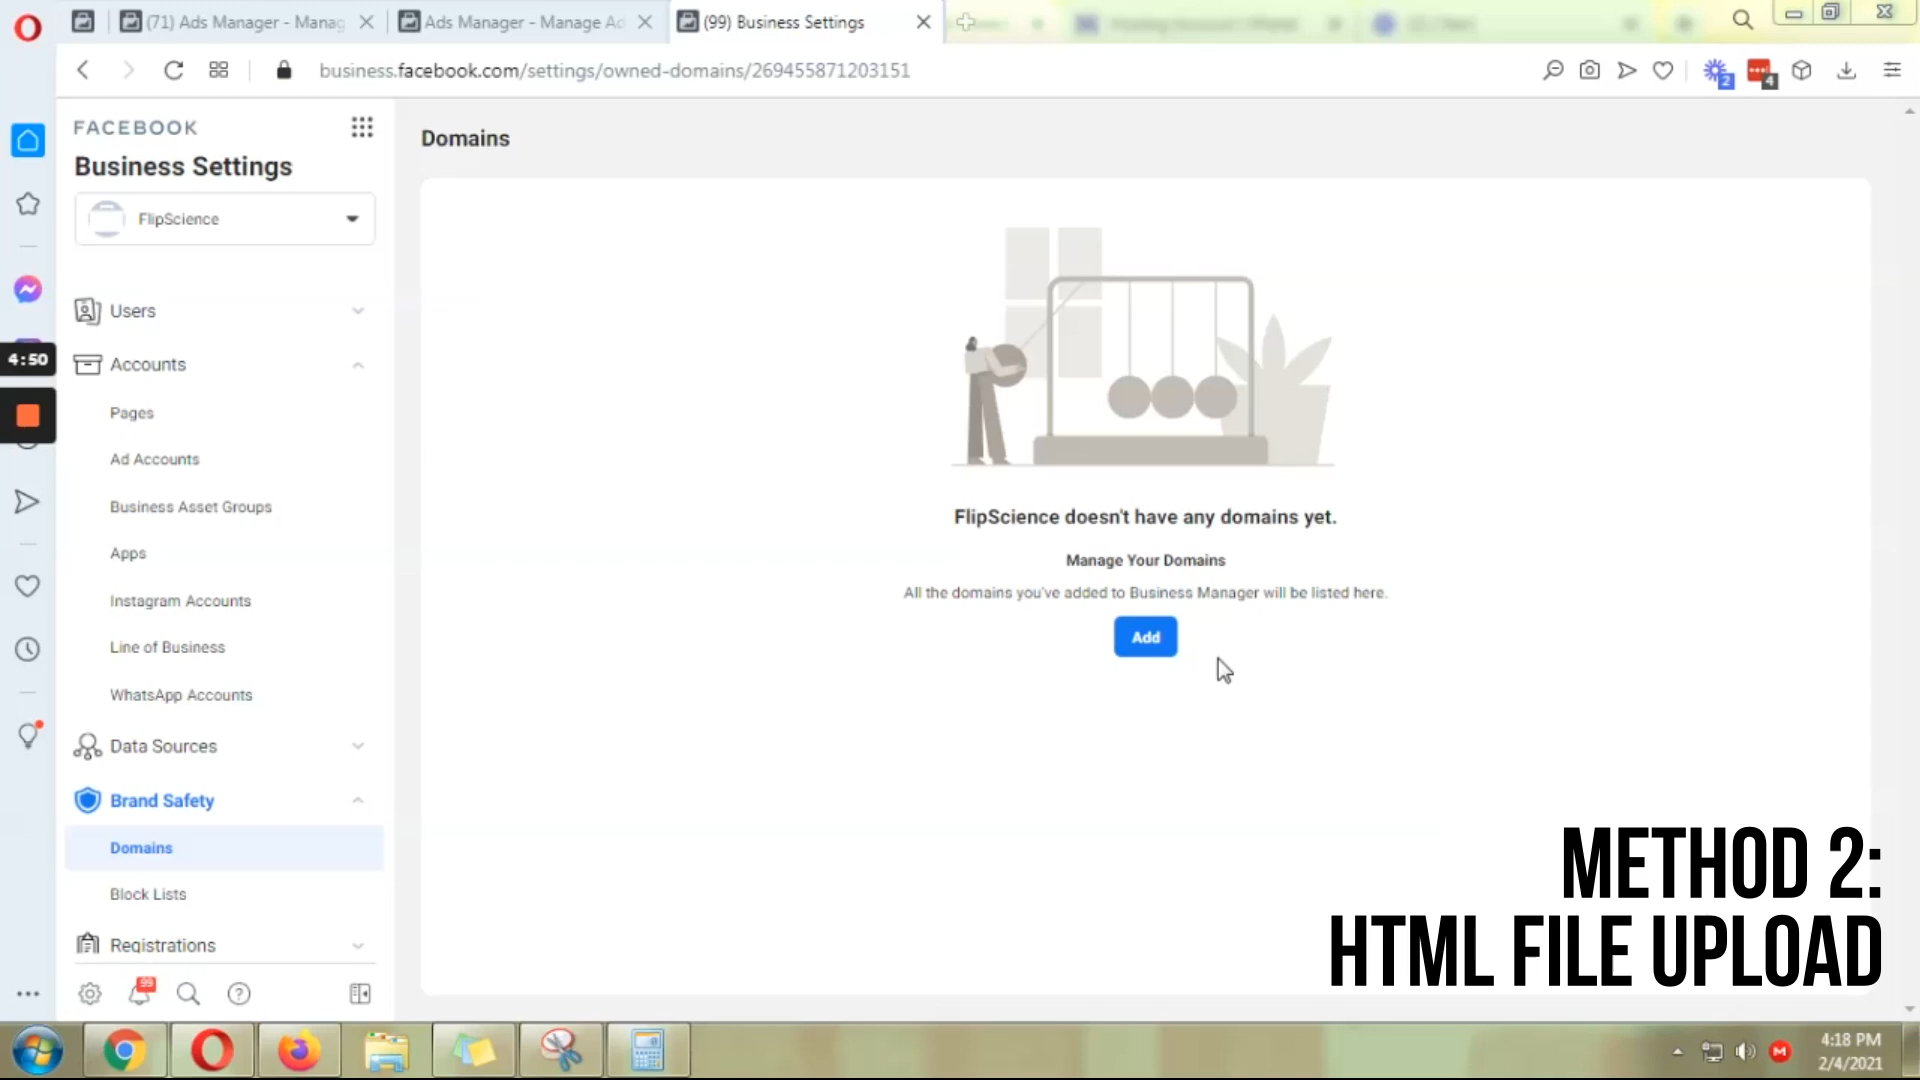 (71) Ads Manager - Manag
Ads Manager - Manage Ad
(99) Business Settings
business.facebook.com/settings/owned-domains/269455871203151
2
4
FACEBOOK
Business Settings
FlipScience
Users
Accounts
Pages
Ad Accounts
Business Asset Groups
Apps
Instagram Accounts
Line of Business
WhatsApp Accounts
Data Sources
Brand Safety
Domains
Block Lists
Registrations
99
4:50
Domains
FlipScience doesn't have any domains yet.
Manage Your Domains
All the domains you've added to Business Manager will be listed here.
Add
METHOD 2:
HTML FILE UPLOAD
4:18 PM
2/4/2021